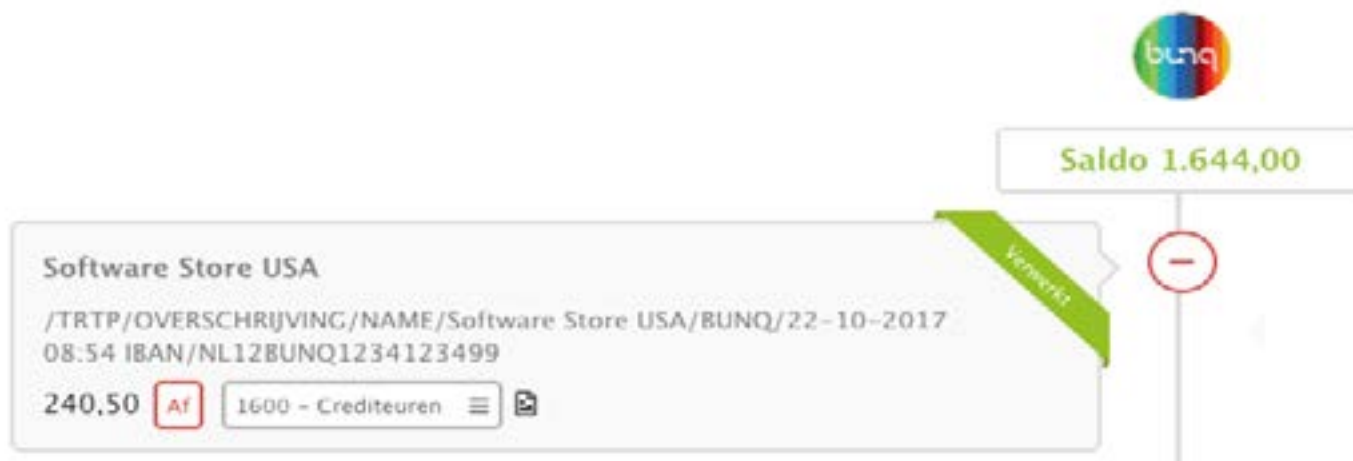 bunq
Saldo 1.644,00
Verwerkt
Software Store USA
/TRTP/OVERSCHRIJVING/NAME/Software Store USA/BUNQ/22-10-2017
08:54 IBAN/NL12BUNQ1234123499
240,50 Af 1600 - Crediteuren